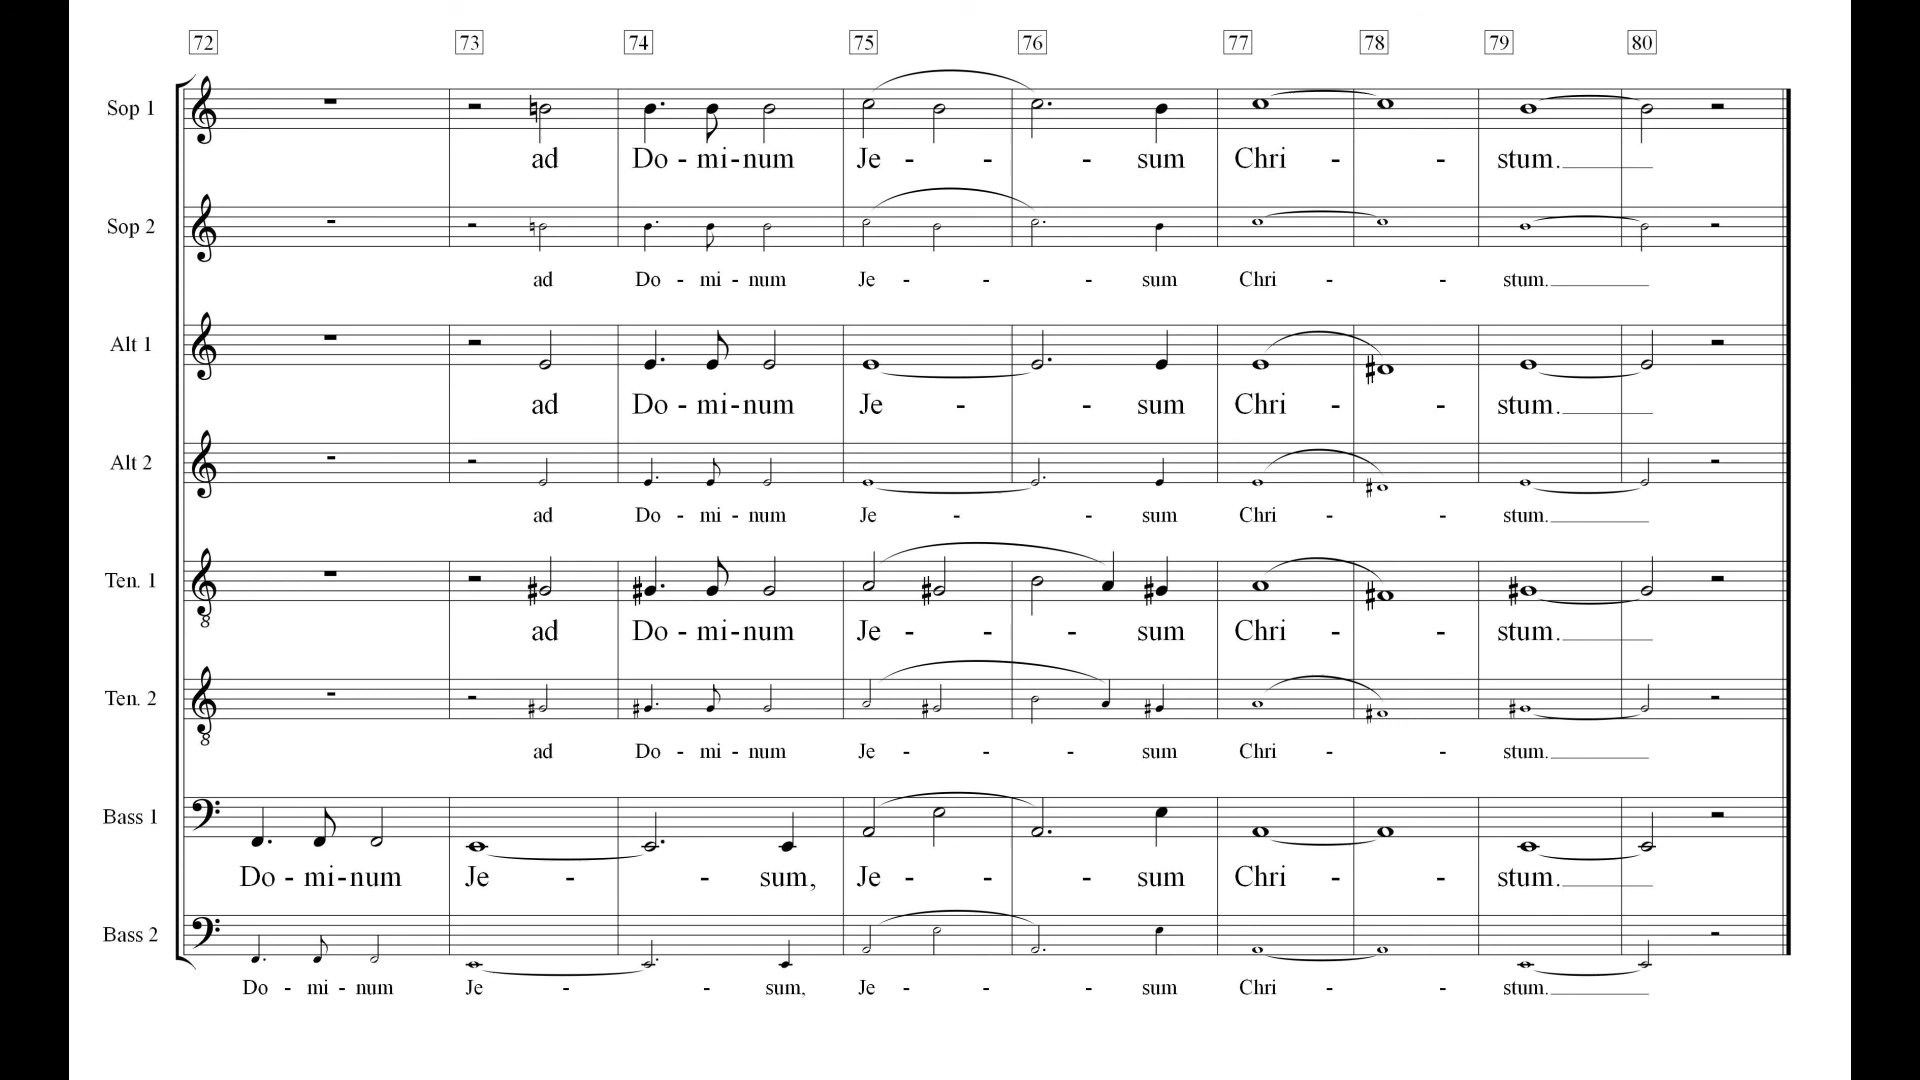 72 73 74 75 76 77 78 79 80
Sop 1
ad Do - mi - num Je - - - sum Chri - - stum.
Sop 2
ad Do - mi - num Je - - - sum Chri - - stum.
Alt 1
ad Do - mi - num Je - - sum Chri - - stum.
Alt 2
ad Do - mi - num Je - - sum Chri - - stum.
Ten. 1
8
ad Do - mi - num Je - - - sum Chri - - stum.
Ten. 2
8
ad Do - mi - num Je - - - sum Chri - - stum.
Bass 1
Do - mi - num Je - - sum, Je - - - sum Chri - - stum.
Bass 2
Do - mi - num Je - - sum, Je - - - sum Chri - - stum.